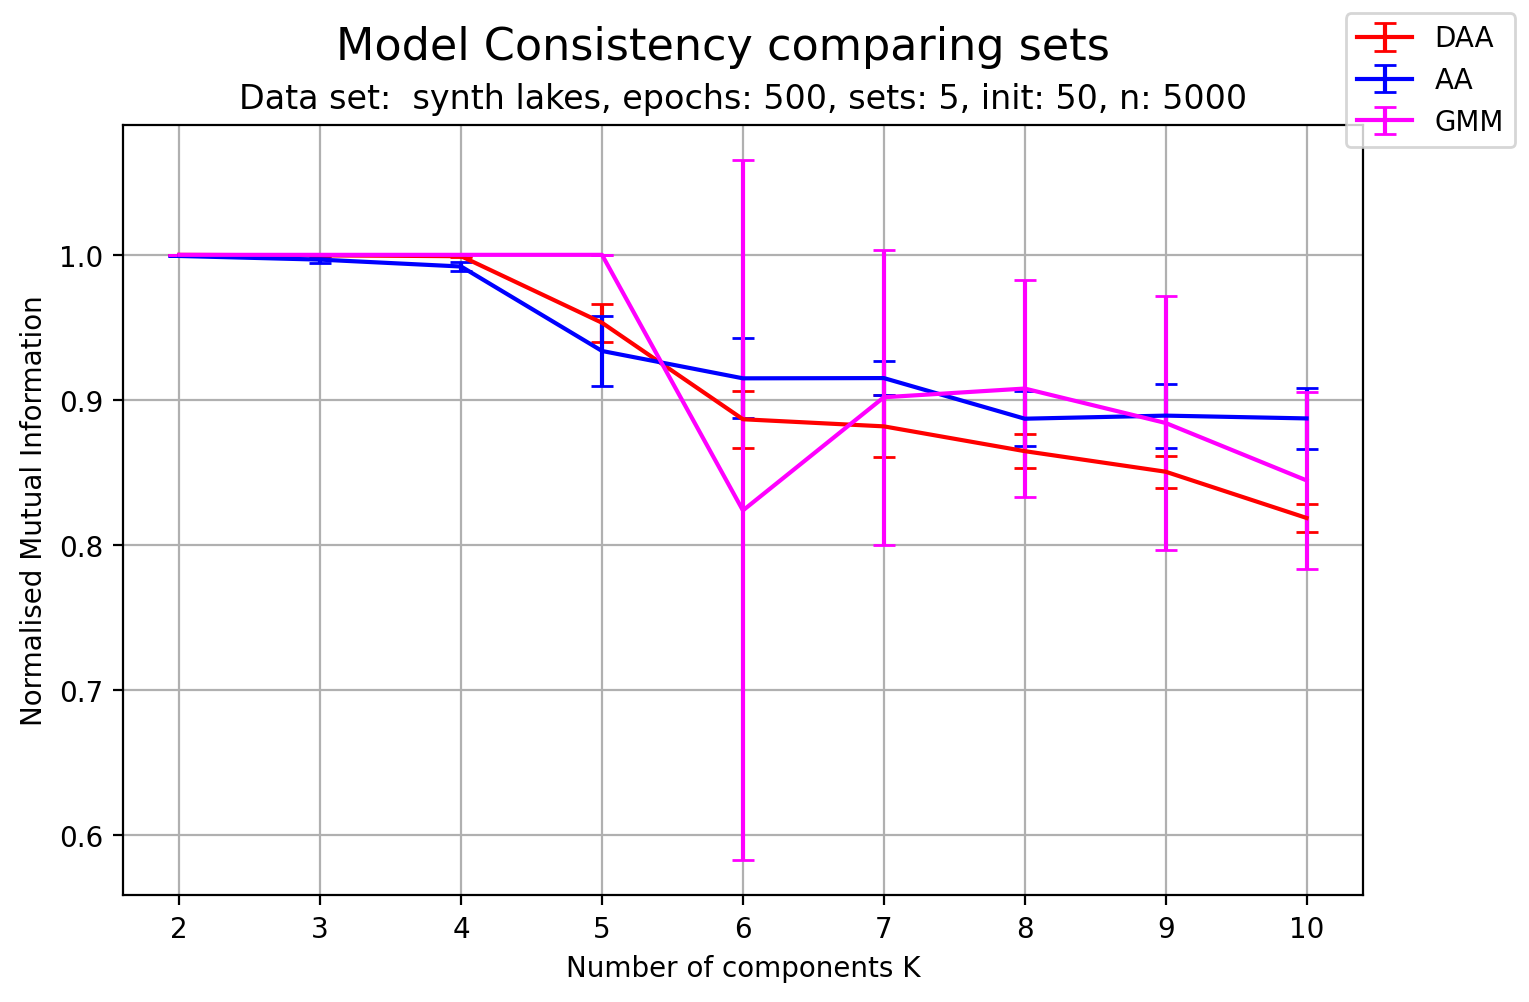 Model Consistency comparing sets
Data set:  synth lakes, epochs: 500, sets: 5, init: 50, n: 5000
DAA
AA
GMM
Normalised Mutual Information
1.0
0.9
0.8
0.7
0.6
2 3 4 5 6 7 8 9 10
Number of components K